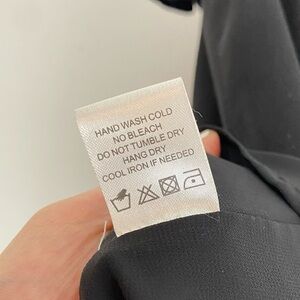 HAND WASH COLD
NO BLEACH
DO NOT TUMBLE DRY
HANG DRY
COOL IRON IF NEEDED